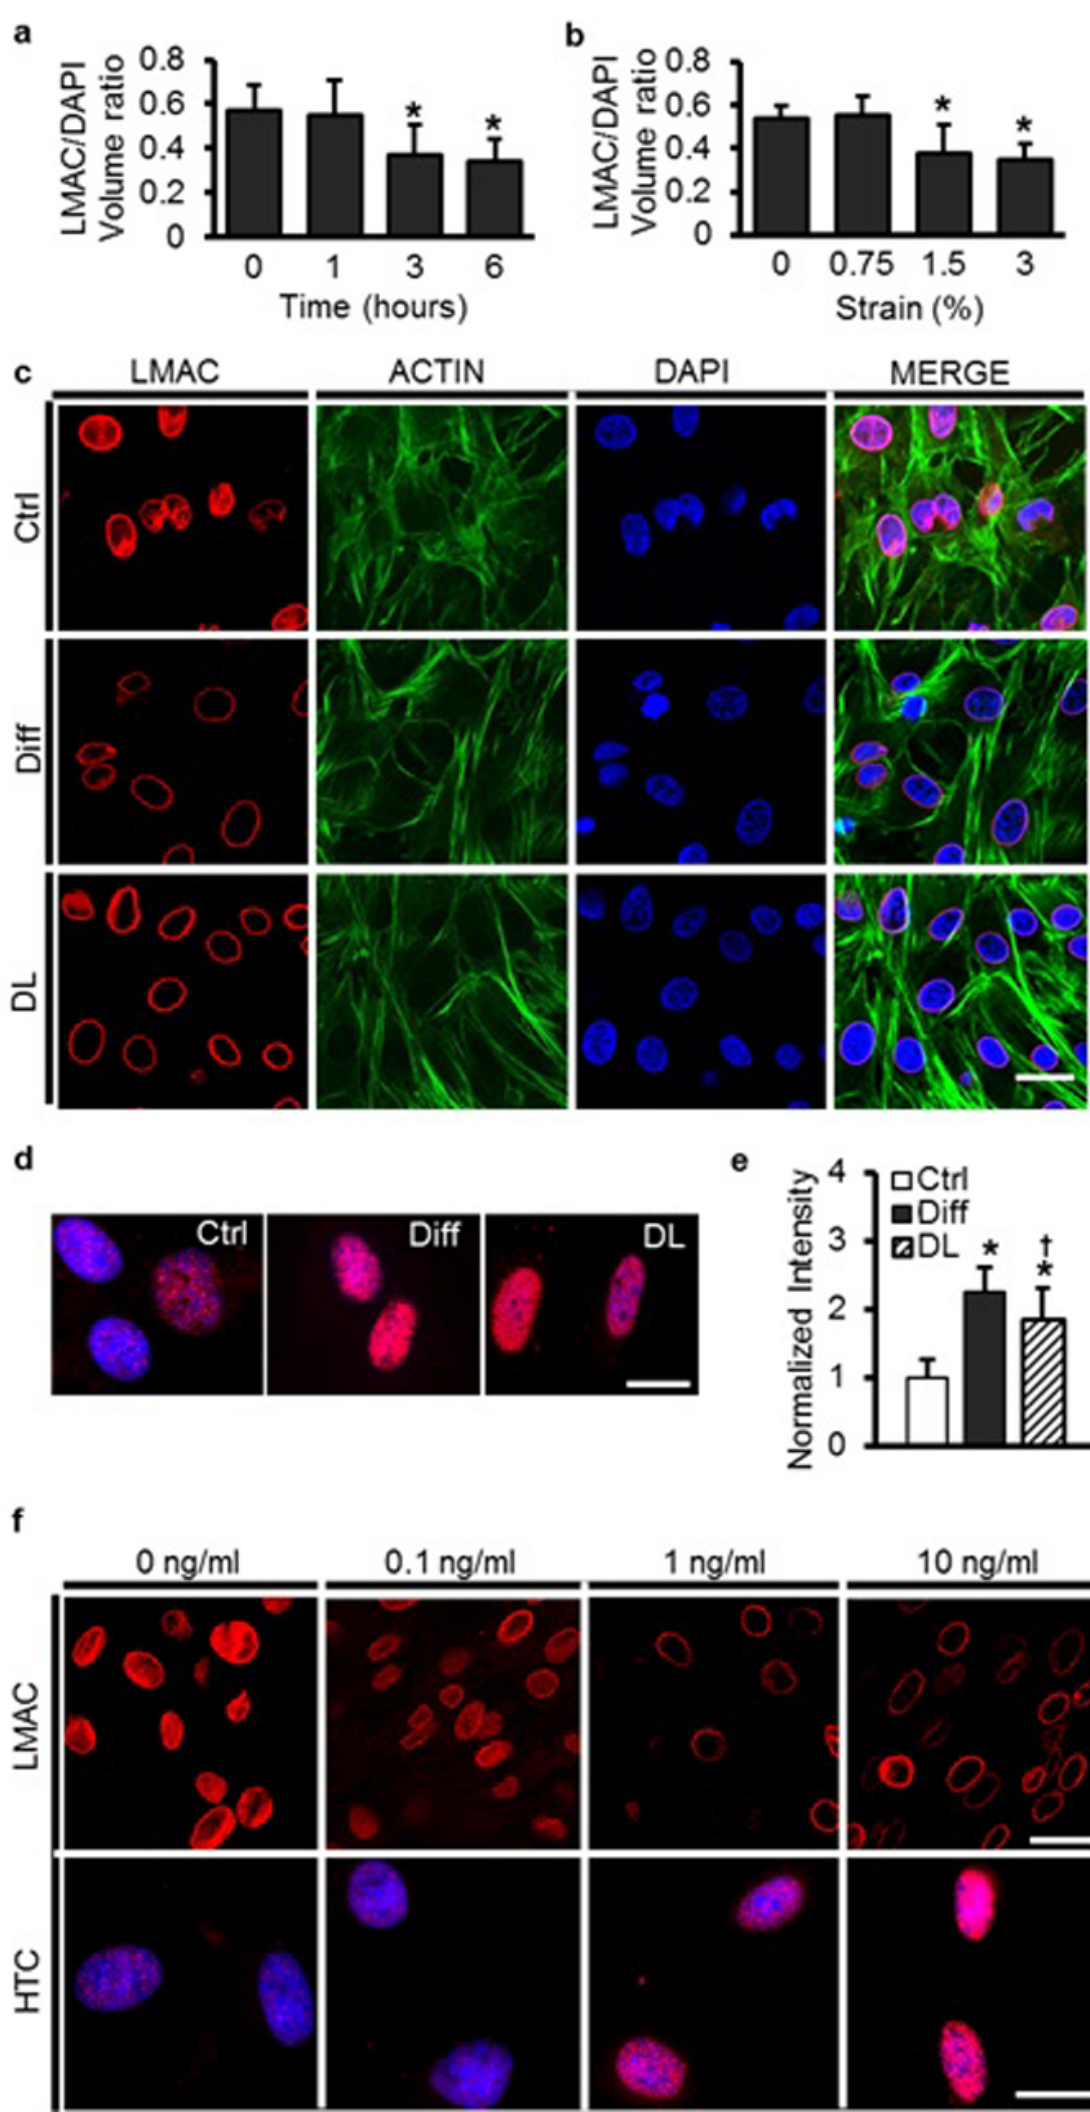 a
LMAC/DAPI
Volume ratio
0.8
0.6
0.4
0.2
0
* *
0 1 3 6
Time (hours)
b
LMAC/DAPI
Volume ratio
0.8
0.6
0.4
0.2
0
* *
0 0.75 1.5 3
Strain (%)
c
LMAC ACTIN DAPI MERGE
Ctrl
Diff
DL
d
Ctrl Diff DL
e
Normalized Intensity
4
3
2
1
0
Ctrl
Diff
DL
* †
*
f
0 ng/ml 0.1 ng/ml 1 ng/ml 10 ng/ml
LMAC
HTC